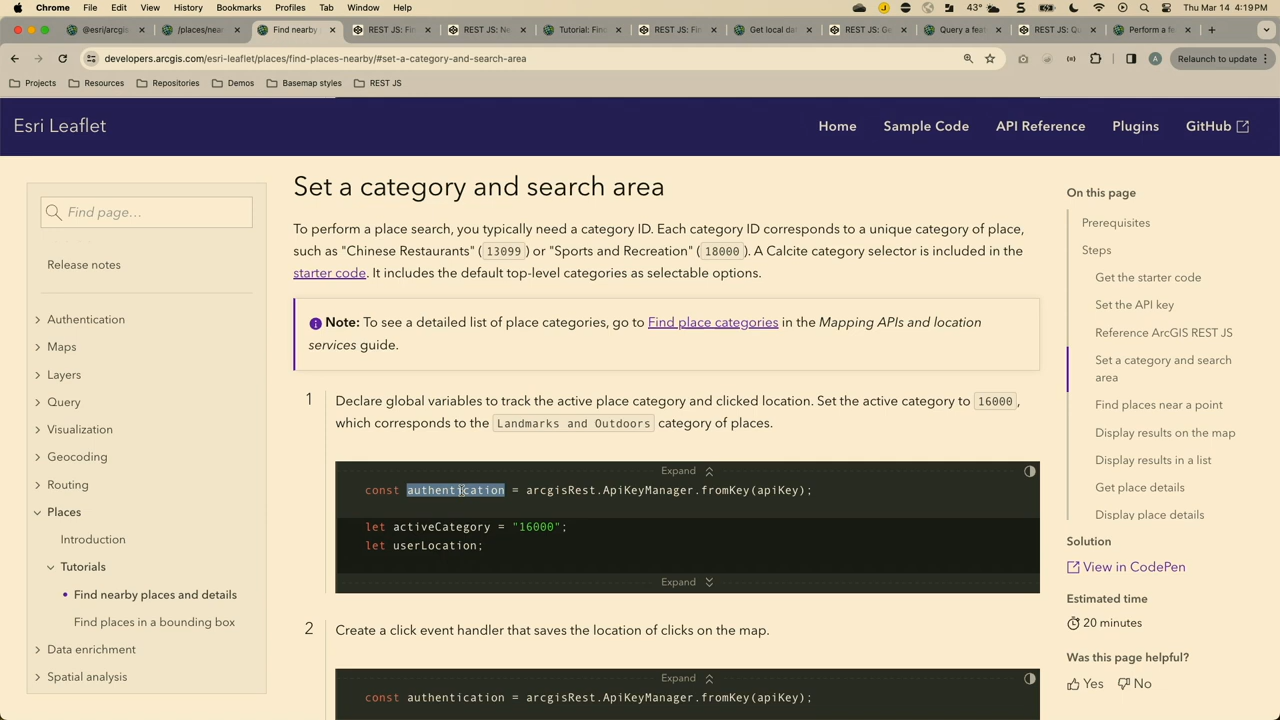 Chrome File Edit View History Bookmarks Profiles Tab Window Help
43° Thu Mar 14 4:19 PM
@esri/arcgis
/places/near
Find nearby
REST JS: Fi
REST JS: Ne
Tutorial: Fin
REST JS: Fin
Get local da
REST JS: Ge
Query a feat
REST JS: Qu
Perform a fe
developers.arcgis.com/esri-leaflet/places/find-places-nearby/#set-a-category-and-search-area
Relaunch to update
Projects Resources Repositories Demos Basemap styles REST JS
Esri Leaflet
Home Sample Code API Reference Plugins GitHub
Find page…
Release notes
Authentication
Maps
Layers
Query
Visualization
Geocoding
Routing
Places
Introduction
Tutorials
Find nearby places and details
Find places in a bounding box
Data enrichment
Spatial analysis
Set a category and search area
To perform a place search, you typically need a category ID. Each category ID corresponds to a unique category of place,
such as "Chinese Restaurants" ( 13099 ) or "Sports and Recreation" ( 18000 ). A Calcite category selector is included in the
starter code. It includes the default top-level categories as selectable options.
Note: To see a detailed list of place categories, go to Find place categories in the Mapping APIs and location
services guide.
1 Declare global variables to track the active place category and clicked location. Set the active category to 16000 ,
which corresponds to the Landmarks and Outdoors category of places.
Expand
const authentication = arcgisRest.ApiKeyManager.fromKey(apiKey);
let activeCategory = "16000";
let userLocation;
Expand
2 Create a click event handler that saves the location of clicks on the map.
Expand
const authentication = arcgisRest.ApiKeyManager.fromKey(apiKey);
On this page
Prerequisites
Steps
Get the starter code
Set the API key
Reference ArcGIS REST JS
Set a category and search
area
Find places near a point
Display results on the map
Display results in a list
Get place details
Display place details
Solution
View in CodePen
Estimated time
20 minutes
Was this page helpful?
Yes No